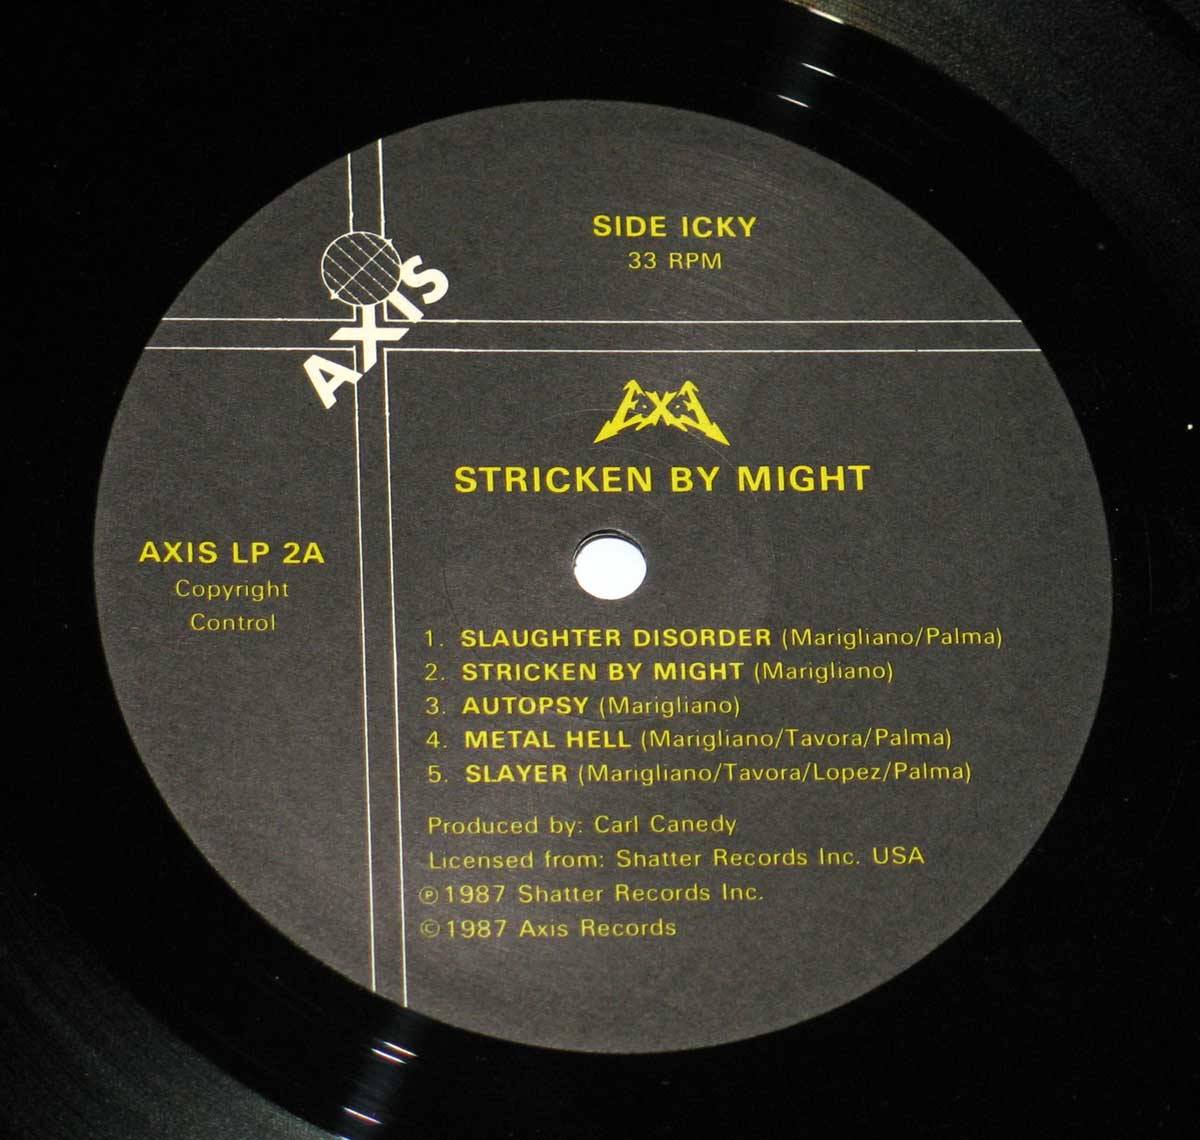 SIDE ICKY
33 RPM
AXIS
EXE
STRICKEN BY MIGHT
AXIS LP 2A
Copyright
Control
1. SLAUGHTER DISORDER (Marigliano/Palma)
2. STRICKEN BY MIGHT (Marigliano)
3. AUTOPSY (Marigliano)
4. METAL HELL (Marigliano/Tavora/Palma)
5. SLAYER (Marigliano/Tavora/Lopez/Palma)
Produced by: Carl Canedy
Licensed from: Shatter Records Inc. USA
℗ 1987 Shatter Records Inc.
© 1987 Axis Records